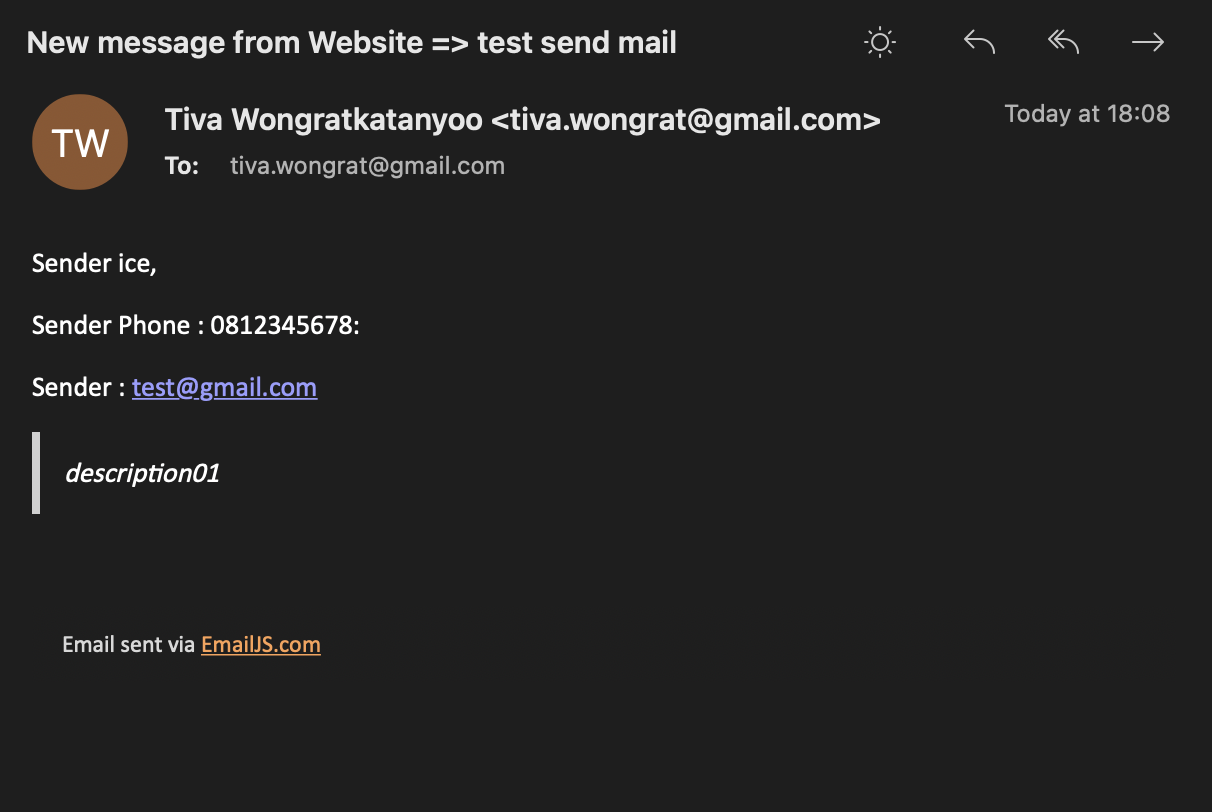 New message from Website => test send mail
TW
Tiva Wongratkatanyoo <tiva.wongrat@gmail.com>
Today at 18:08
To: tiva.wongrat@gmail.com
Sender ice,
Sender Phone : 0812345678:
Sender : test@gmail.com
description01
Email sent via EmailJS.com